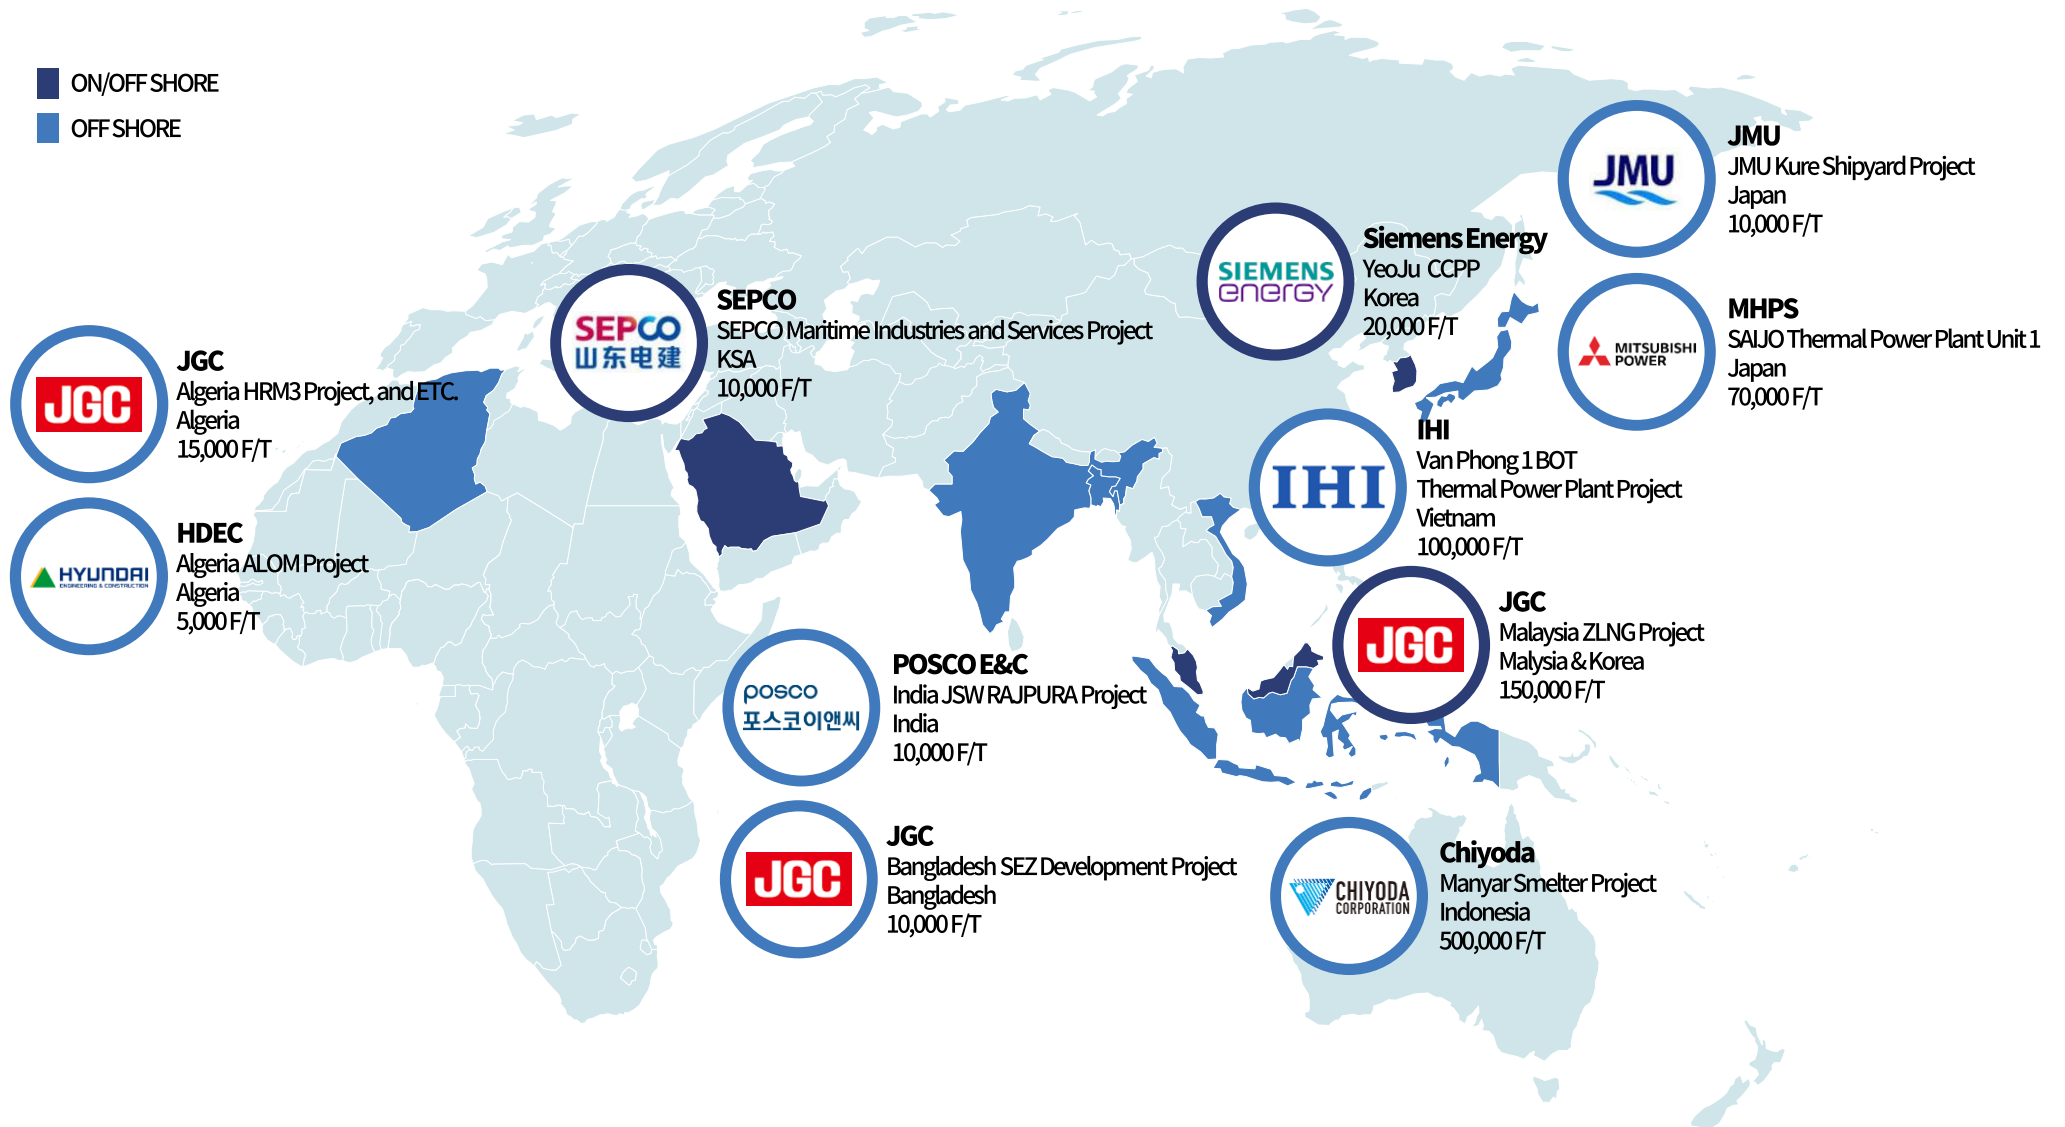 ON/OFF SHORE
OFF SHORE
JMU
JMU
JMU Kure Shipyard Project
Japan
10,000 F/T
SIEMENS
energy
Siemens Energy
YeoJu CCPP
Korea
20,000 F/T
SEPCO
山东电建
SEPCO
SEPCO Maritime Industries and Services Project
KSA
10,000 F/T
MITSUBISHI
POWER
MHPS
SAIJO Thermal Power Plant Unit 1
Japan
70,000 F/T
JGC
JGC
Algeria HRM3 Project, and ETC.
Algeria
15,000 F/T
IHI
IHI
Van Phong 1 BOT
Thermal Power Plant Project
Vietnam
100,000 F/T
HYUNDAI
ENGINEERING & CONSTRUCTION
HDEC
Algeria ALOM Project
Algeria
5,000 F/T
JGC
JGC
Malaysia ZLNG Project
Malysia & Korea
150,000 F/T
posco
포스코이앤씨
POSCO E&C
India JSW RAJPURA Project
India
10,000 F/T
JGC
JGC
Bangladesh SEZ Development Project
Bangladesh
10,000 F/T
CHIYODA
CORPORATION
Chiyoda
Manyar Smelter Project
Indonesia
500,000 F/T